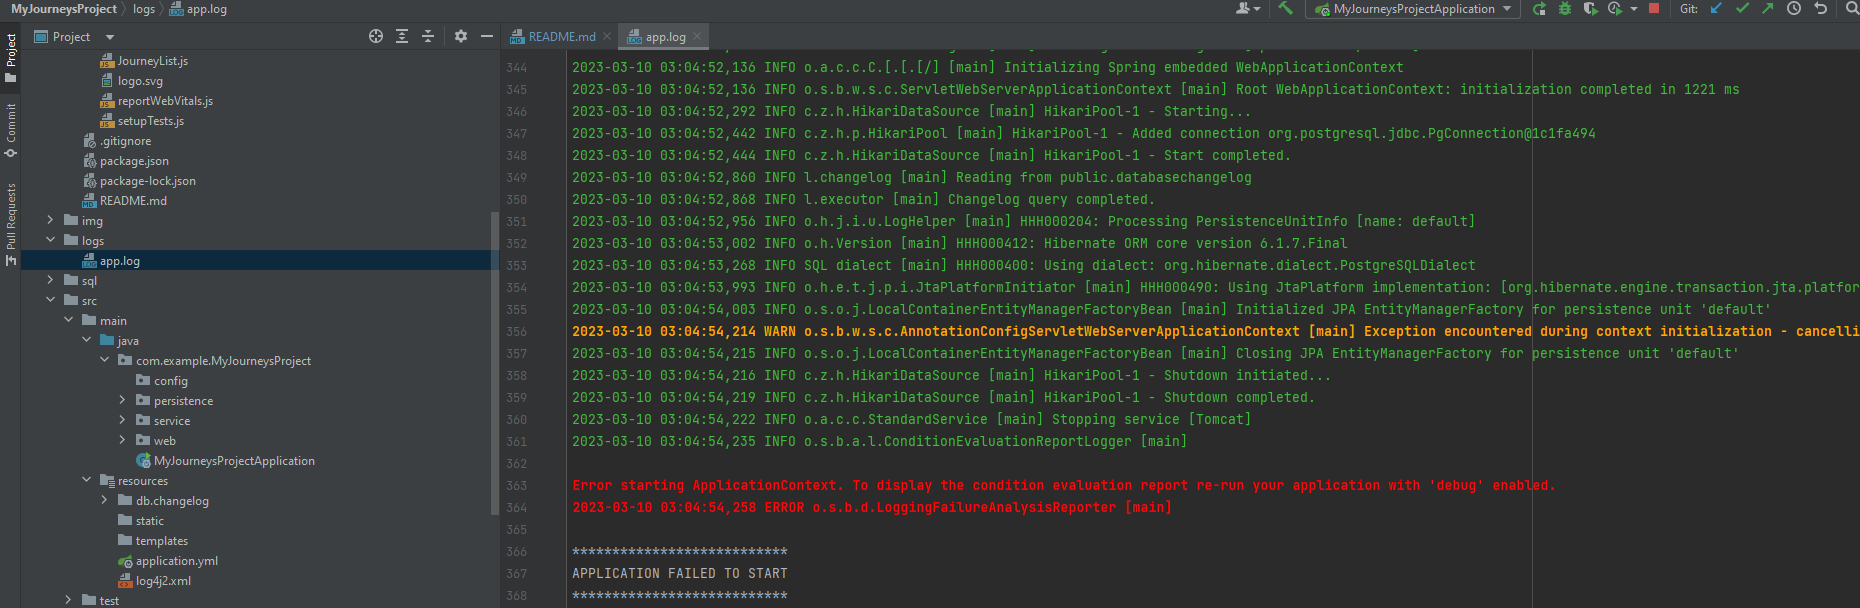 MyJourneysProject
logs
app.log
MyJourneysProjectApplication
Git:
Project
Commit
Pull Requests
Project
JourneyList.js
logo.svg
reportWebVitals.js
setupTests.js
.gitignore
package.json
package-lock.json
README.md
img
logs
app.log
sql
src
main
java
com.example.MyJourneysProject
config
persistence
service
web
MyJourneysProjectApplication
resources
db.changelog
static
templates
application.yml
log4j2.xml
test
README.md
app.log
344 2023-03-10 03:04:52,136 INFO o.a.c.c.C.[.[.[/] [main] Initializing Spring embedded WebApplicationContext
345 2023-03-10 03:04:52,136 INFO o.s.b.w.s.c.ServletWebServerApplicationContext [main] Root WebApplicationContext: initialization completed in 1221 ms
346 2023-03-10 03:04:52,292 INFO c.z.h.HikariDataSource [main] HikariPool-1 - Starting...
347 2023-03-10 03:04:52,442 INFO c.z.h.p.HikariPool [main] HikariPool-1 - Added connection org.postgresql.jdbc.PgConnection@1c1fa494
348 2023-03-10 03:04:52,444 INFO c.z.h.HikariDataSource [main] HikariPool-1 - Start completed.
349 2023-03-10 03:04:52,860 INFO l.changelog [main] Reading from public.databasechangelog
350 2023-03-10 03:04:52,868 INFO l.executor [main] Changelog query completed.
351 2023-03-10 03:04:52,956 INFO o.h.j.i.u.LogHelper [main] HHH000204: Processing PersistenceUnitInfo [name: default]
352 2023-03-10 03:04:53,002 INFO o.h.Version [main] HHH000412: Hibernate ORM core version 6.1.7.Final
353 2023-03-10 03:04:53,268 INFO SQL dialect [main] HHH000400: Using dialect: org.hibernate.dialect.PostgreSQLDialect
354 2023-03-10 03:04:53,993 INFO o.h.e.t.j.p.i.JtaPlatformInitiator [main] HHH000490: Using JtaPlatform implementation: [org.hibernate.engine.transaction.jta.platfor
355 2023-03-10 03:04:54,003 INFO o.s.o.j.LocalContainerEntityManagerFactoryBean [main] Initialized JPA EntityManagerFactory for persistence unit 'default'
356 2023-03-10 03:04:54,214 WARN o.s.b.w.s.c.AnnotationConfigServletWebServerApplicationContext [main] Exception encountered during context initialization - cancelli
357 2023-03-10 03:04:54,215 INFO o.s.o.j.LocalContainerEntityManagerFactoryBean [main] Closing JPA EntityManagerFactory for persistence unit 'default'
358 2023-03-10 03:04:54,216 INFO c.z.h.HikariDataSource [main] HikariPool-1 - Shutdown initiated...
359 2023-03-10 03:04:54,219 INFO c.z.h.HikariDataSource [main] HikariPool-1 - Shutdown completed.
360 2023-03-10 03:04:54,222 INFO o.a.c.c.StandardService [main] Stopping service [Tomcat]
361 2023-03-10 03:04:54,235 INFO o.s.b.a.l.ConditionEvaluationReportLogger [main]
362
363 Error starting ApplicationContext. To display the condition evaluation report re-run your application with 'debug' enabled.
364 2023-03-10 03:04:54,258 ERROR o.s.b.d.LoggingFailureAnalysisReporter [main]
365
366 ***************************
367 APPLICATION FAILED TO START
368 ***************************